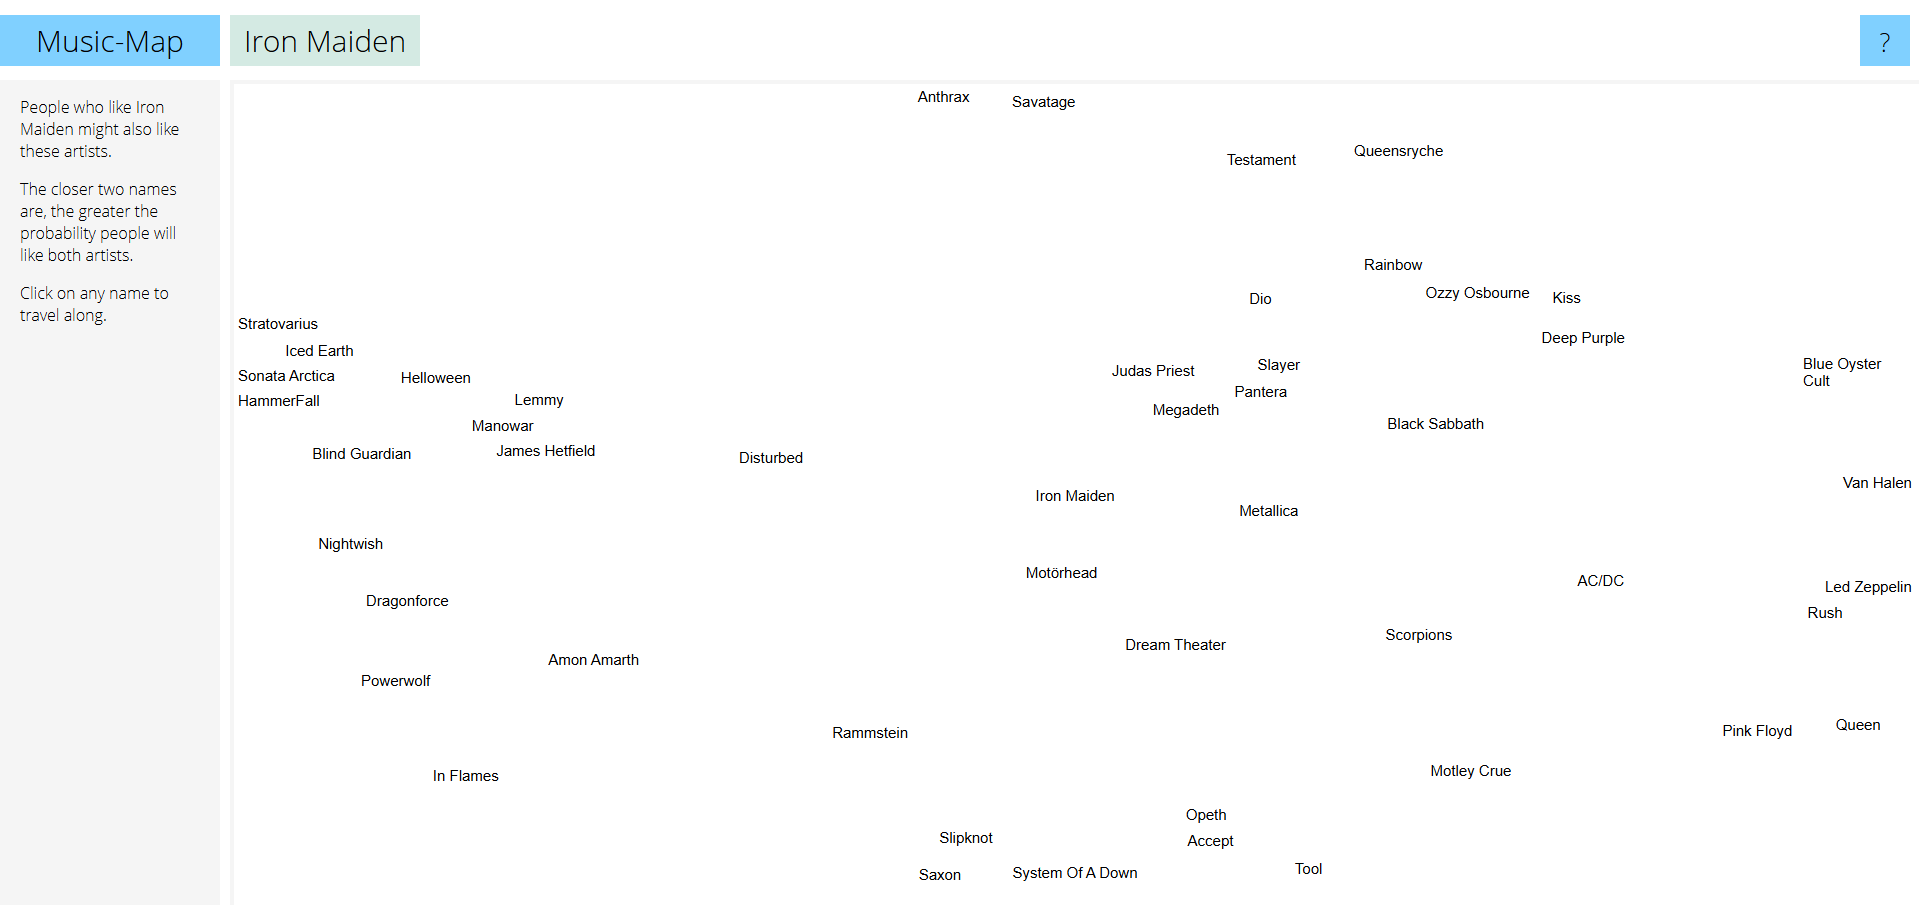 Music-Map
Iron Maiden
?
People who like Iron
Maiden might also like
these artists.
The closer two names
are, the greater the
probability people will
like both artists.
Click on any name to
travel along.
Anthrax
Savatage
Queensryche
Testament
Rainbow
Ozzy Osbourne
Kiss
Dio
Stratovarius
Deep Purple
Iced Earth
Blue Oyster
Cult
Slayer
Judas Priest
Sonata Arctica
Helloween
Pantera
Lemmy
HammerFall
Megadeth
Black Sabbath
Manowar
James Hetfield
Blind Guardian
Disturbed
Van Halen
Iron Maiden
Metallica
Nightwish
Motörhead
AC/DC
Led Zeppelin
Dragonforce
Rush
Scorpions
Dream Theater
Amon Amarth
Powerwolf
Queen
Pink Floyd
Rammstein
Motley Crue
In Flames
Opeth
Slipknot
Accept
Tool
System Of A Down
Saxon